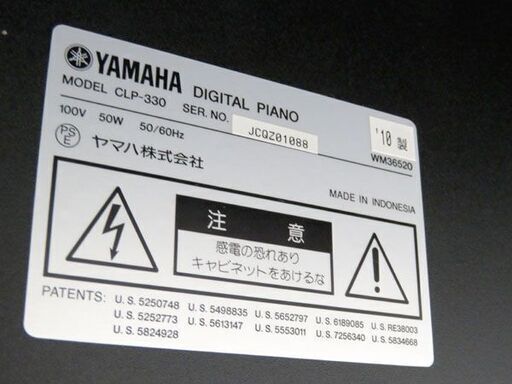 YAMAHA DIGITAL PIANO
MODEL CLP-330 SER. NO. JCQZ01088
100V 50W 50/60Hz
'10 製
PSE ヤマハ株式会社
WM36520
MADE IN INDONESIA
注意
感電の恐れあり
キャビネットをあけるな
PATENTS: U.S. 5250748 U.S. 5498835 U.S. 5652797 U.S. 6189085 U.S. RE38003
U.S. 5252773 U.S. 5613147 U.S. 5553011 U.S. 7256340 U.S. 5834668
U.S. 5824928